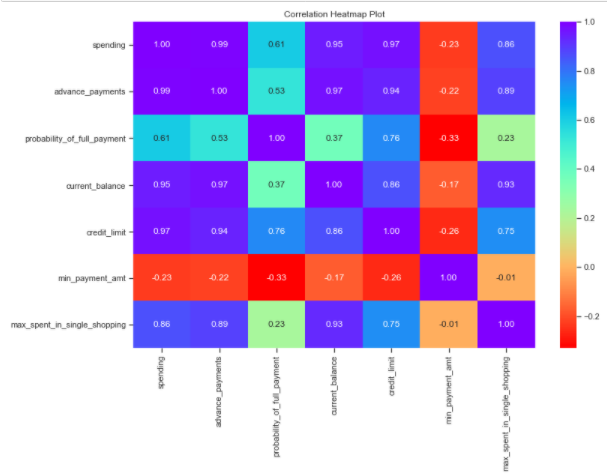 Correlation Heatmap Plot
spending 1.00 0.99 0.61 0.95 0.97 -0.23 0.86
advance_payments 0.99 1.00 0.53 0.97 0.94 -0.22 0.89
probability_of_full_payment 0.61 0.53 1.00 0.37 0.76 -0.33 0.23
current_balance 0.95 0.97 0.37 1.00 0.86 -0.17 0.93
credit_limit 0.97 0.94 0.76 0.86 1.00 -0.26 0.75
min_payment_amt -0.23 -0.22 -0.33 -0.17 -0.26 1.00 -0.01
max_spent_in_single_shopping 0.86 0.89 0.23 0.93 0.75 -0.01 1.00
spending
advance_payments
probability_of_full_payment
current_balance
credit_limit
min_payment_amt
max_spent_in_single_shopping
1.0
0.8
0.6
0.4
0.2
0.0
-0.2